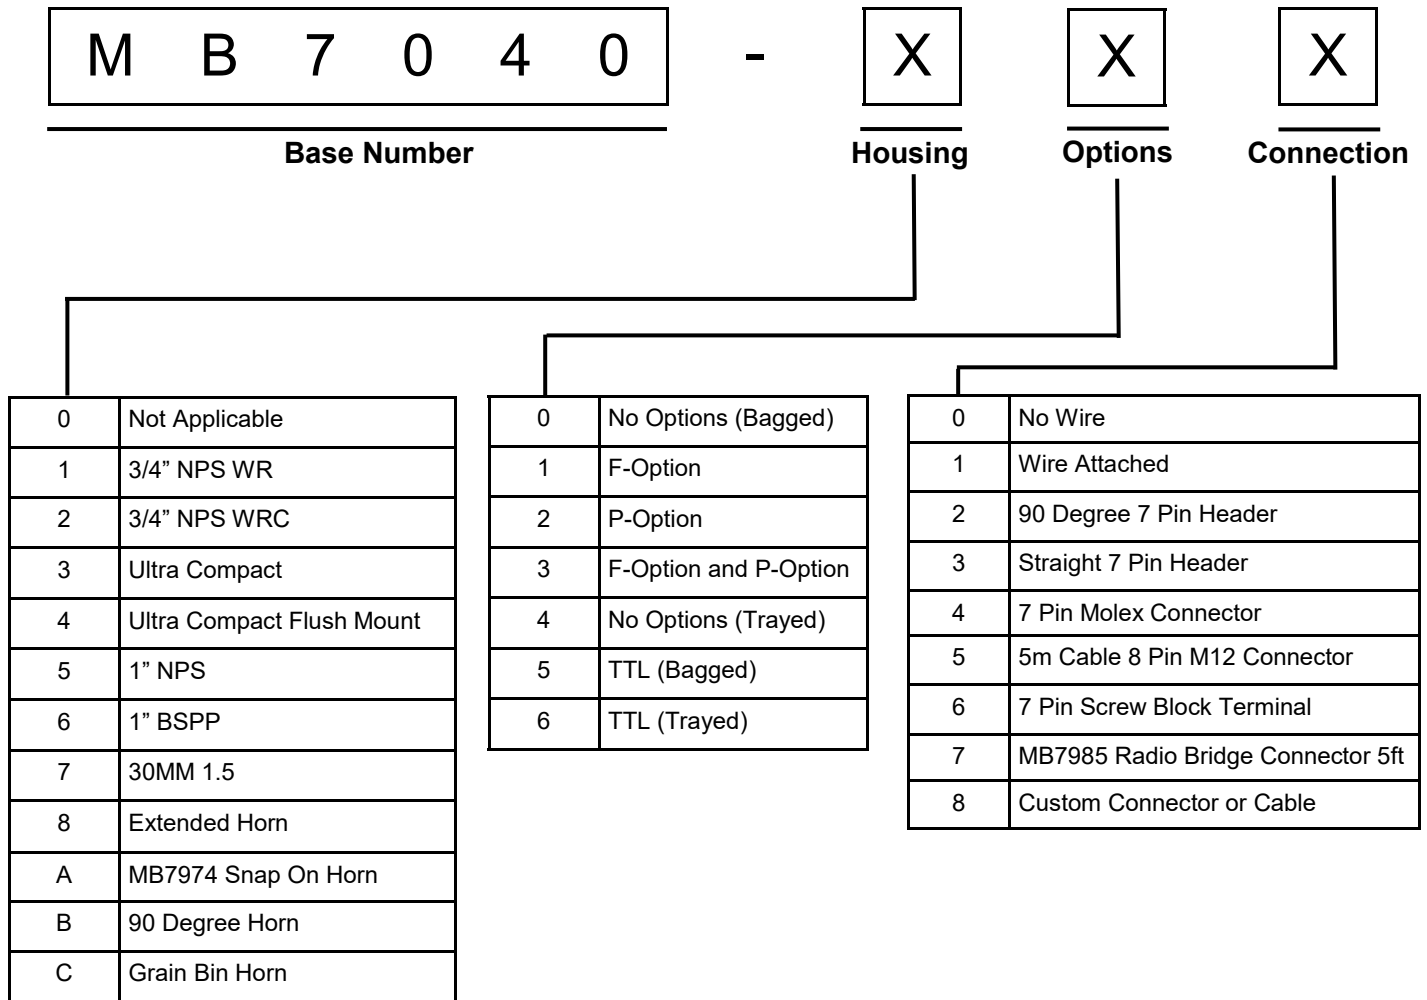 M B 7 0 4 0 - X X X
Base Number Housing Options Connection
0 Not Applicable
1 3/4” NPS WR
2 3/4” NPS WRC
3 Ultra Compact
4 Ultra Compact Flush Mount
5 1” NPS
6 1” BSPP
7 30MM 1.5
8 Extended Horn
A MB7974 Snap On Horn
B 90 Degree Horn
C Grain Bin Horn
0 No Options (Bagged)
1 F-Option
2 P-Option
3 F-Option and P-Option
4 No Options (Trayed)
5 TTL (Bagged)
6 TTL (Trayed)
0 No Wire
1 Wire Attached
2 90 Degree 7 Pin Header
3 Straight 7 Pin Header
4 7 Pin Molex Connector
5 5m Cable 8 Pin M12 Connector
6 7 Pin Screw Block Terminal
7 MB7985 Radio Bridge Connector 5ft
8 Custom Connector or Cable